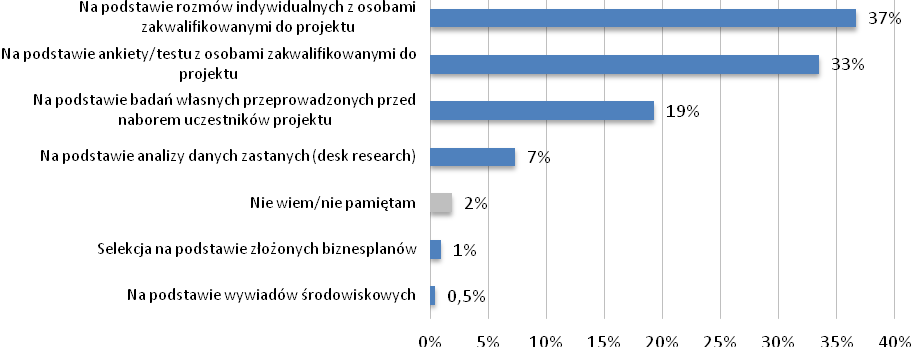 Na podstawie rozmów indywidualnych z osobami
zakwalifikowanymi do projektu
37%
Na podstawie ankiety/testu z osobami zakwalifikowanymi do
projektu
33%
Na podstawie badań własnych przeprowadzonych przed
naborem uczestników projektu
19%
Na podstawie analizy danych zastanych (desk research)
7%
Nie wiem/nie pamiętam
2%
Selekcja na podstawie złożonych biznesplanów
1%
Na podstawie wywiadów środowiskowych
0,5%
0% 5% 10% 15% 20% 25% 30% 35% 40%